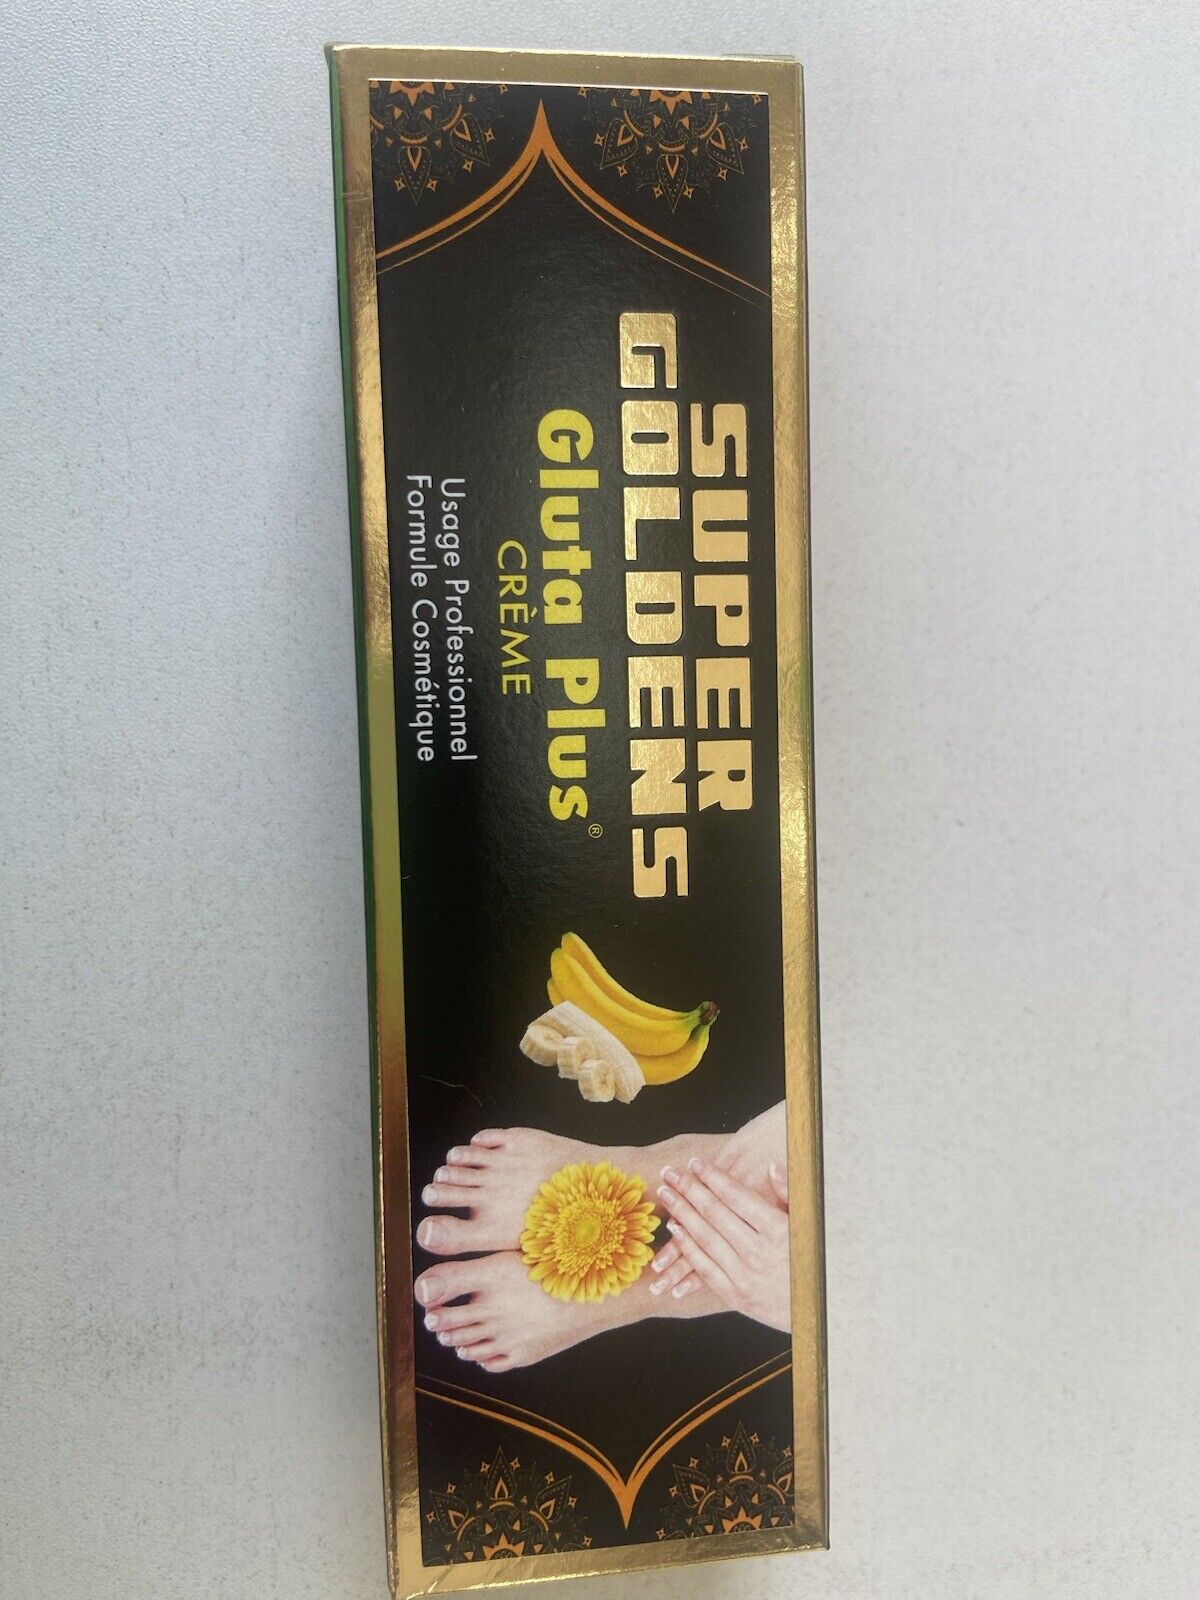 SUPER
GOLDENS
Gluta Plus®
CRÈME
Usage Professionnel
Formule Cosmétique